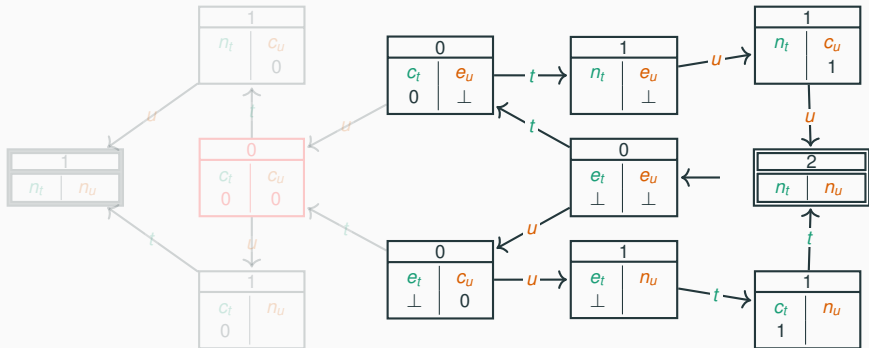 1
n_t c_u
0
1
n_t c_u
1
0
c_t e_u
0 ⊥
1
n_t e_u
⊥
t
u
u
t
u
t
u
1
n_t n_u
0
c_t c_u
0 0
0
e_t e_u
⊥ ⊥
2
n_t n_u
t
u
t
u
t
0
e_t c_u
⊥ 0
1
e_t n_u
⊥
u
t
1
c_t n_u
0
1
c_t n_u
1